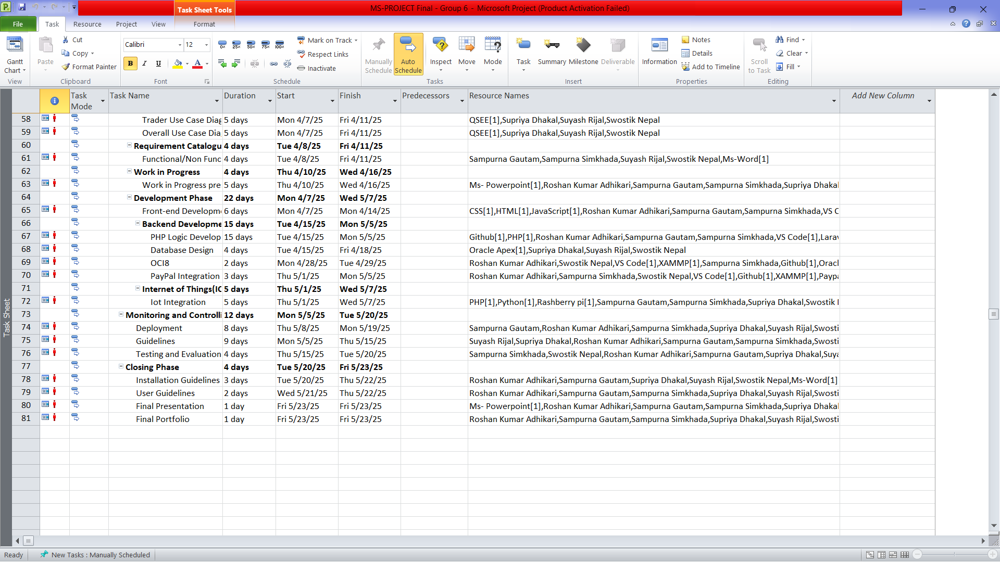 Task Sheet Tools
MS-PROJECT Final - Group 6 - Microsoft Project (Product Activation Failed)
File Task Resource Project View Format
Gantt Chart
View
Paste
Cut
Copy
Format Painter
Clipboard
Calibri 12
B I U A
Font
0% 25% 50% 75% 100%
Mark on Track
Respect Links
Inactivate
Schedule
Manually Schedule
Auto Schedule
Inspect Move Mode
Tasks
Task Summary Milestone Deliverable
Insert
Information
Notes
Details
Add to Timeline
Properties
Scroll to Task
Find
Clear
Fill
Editing
Task Mode Task Name Duration Start Finish Predecessors Resource Names Add New Column
58 Trader Use Case Diag 5 days Mon 4/7/25 Fri 4/11/25 QSEE[1],Supriya Dhakal,Suyash Rijal,Swostik Nepal
59 Overall Use Case Dia 5 days Mon 4/7/25 Fri 4/11/25 QSEE[1],Supriya Dhakal,Suyash Rijal,Swostik Nepal
60 Requirement Catalogu 4 days Tue 4/8/25 Fri 4/11/25
61 Functional/Non Func 4 days Tue 4/8/25 Fri 4/11/25 Sampurna Gautam,Sampurna Simkhada,Suyash Rijal,Swostik Nepal,Ms-Word[1]
62 Work in Progress 4 days Thu 4/10/25 Wed 4/16/25
63 Work in Progress pre 5 days Thu 4/10/25 Wed 4/16/25 Ms- Powerpoint[1],Roshan Kumar Adhikari,Sampurna Gautam,Sampurna Simkhada,Supriya Dhakal
64 Development Phase 22 days Mon 4/7/25 Wed 5/7/25
65 Front-end Developm 6 days Mon 4/7/25 Mon 4/14/25 CSS[1],HTML[1],JavaScript[1],Roshan Kumar Adhikari,Sampurna Gautam,Sampurna Simkhada,VS C
66 Backend Developme 15 days Tue 4/15/25 Mon 5/5/25
67 PHP Logic Develop 15 days Tue 4/15/25 Mon 5/5/25 Github[1],PHP[1],Roshan Kumar Adhikari,Sampurna Gautam,Sampurna Simkhada,VS Code[1],Larav
68 Database Design 4 days Tue 4/15/25 Fri 4/18/25 Oracle Apex[1],Supriya Dhakal,Suyash Rijal,Swostik Nepal
69 OCI8 2 days Mon 4/28/25 Tue 4/29/25 Roshan Kumar Adhikari,Swostik Nepal,VS Code[1],XAMMP[1],Sampurna Simkhada,Github[1],Oracl
70 PayPal Integration 3 days Thu 5/1/25 Mon 5/5/25 Roshan Kumar Adhikari,Sampurna Simkhada,Swostik Nepal,VS Code[1],Github[1],XAMMP[1],Paypa
71 Internet of Things(IO 5 days Thu 5/1/25 Wed 5/7/25
72 Iot Integration 5 days Thu 5/1/25 Wed 5/7/25 PHP[1],Python[1],Rashberry pi[1],Sampurna Gautam,Sampurna Simkhada,Supriya Dhakal,Swostik
73 Monitoring and Controlli 12 days Mon 5/5/25 Tue 5/20/25
74 Deployment 8 days Thu 5/8/25 Mon 5/19/25 Sampurna Gautam,Roshan Kumar Adhikari,Sampurna Simkhada,Supriya Dhakal,Suyash Rijal,Swosti
75 Guidelines 9 days Mon 5/5/25 Thu 5/15/25 Suyash Rijal,Supriya Dhakal,Roshan Kumar Adhikari,Sampurna Gautam,Sampurna Simkhada,Swosti
76 Testing and Evaluation 4 days Thu 5/15/25 Tue 5/20/25 Sampurna Simkhada,Swostik Nepal,Roshan Kumar Adhikari,Sampurna Gautam,Supriya Dhakal,Suya
77 Closing Phase 4 days Tue 5/20/25 Fri 5/23/25
78 Installation Guidelines 3 days Tue 5/20/25 Thu 5/22/25 Roshan Kumar Adhikari,Sampurna Gautam,Supriya Dhakal,Suyash Rijal,Swostik Nepal,Ms-Word[1]
79 User Guidelines 2 days Wed 5/21/25 Thu 5/22/25 Roshan Kumar Adhikari,Sampurna Gautam,Sampurna Simkhada,Supriya Dhakal,Suyash Rijal,Swosti
80 Final Presentation 1 day Fri 5/23/25 Fri 5/23/25 Ms- Powerpoint[1],Roshan Kumar Adhikari,Sampurna Gautam,Sampurna Simkhada,Supriya Dhakal
81 Final Portfolio 1 day Fri 5/23/25 Fri 5/23/25 Roshan Kumar Adhikari,Sampurna Gautam,Sampurna Simkhada,Supriya Dhakal,Suyash Rijal,Swosti
Task Sheet
Ready New Tasks : Manually Scheduled